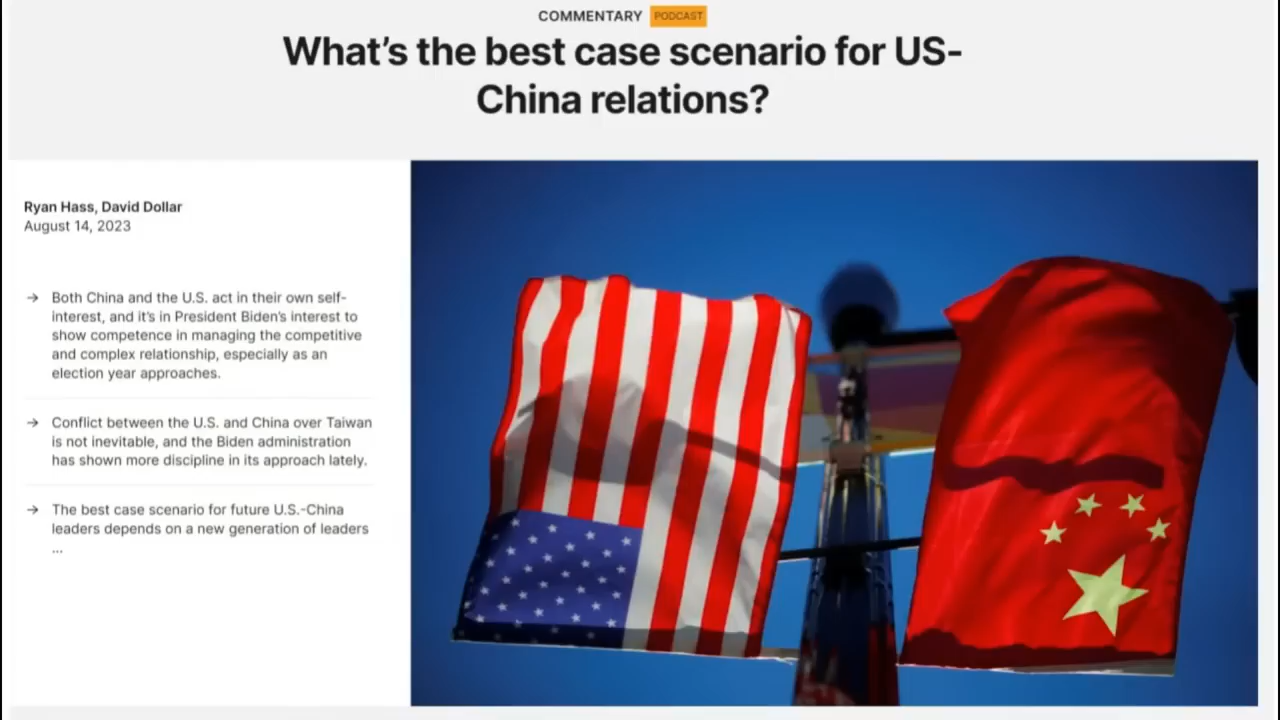 COMMENTARY PODCAST
What's the best case scenario for US-
China relations?
Ryan Hass, David Dollar
August 14, 2023
→ Both China and the U.S. act in their own self-
interest, and it's in President Biden's interest to
show competence in managing the competitive
and complex relationship, especially as an
election year approaches.
→ Conflict between the U.S. and China over Taiwan
is not inevitable, and the Biden administration
has shown more discipline in its approach lately.
→ The best case scenario for future U.S.-China
leaders depends on a new generation of leaders
...